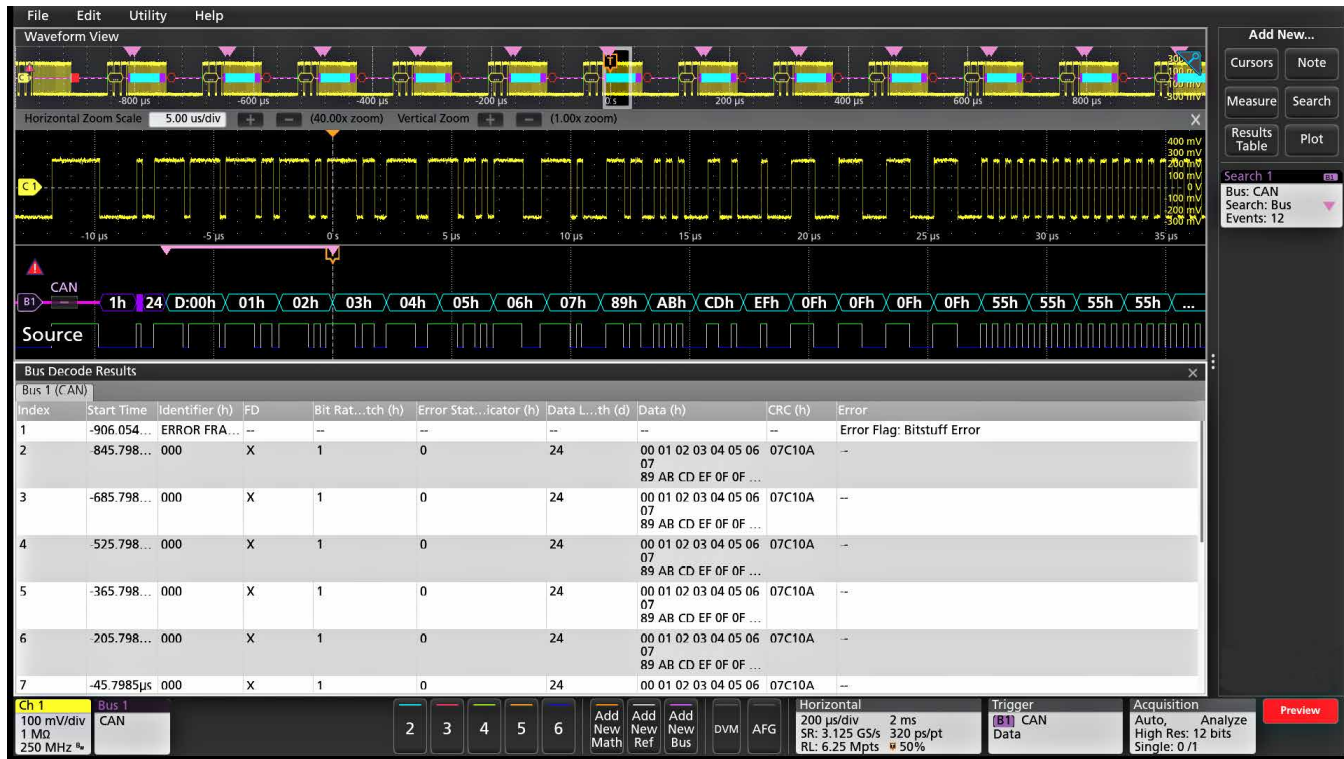 File Edit Utility Help
Waveform View
-800 µs -600 µs -400 µs -200 µs 0 s 200 µs 400 µs 600 µs 800 µs
Horizontal Zoom Scale 5.00 us/div + − (40.00x zoom) Vertical Zoom + − (1.00x zoom) X
400 mV
300 mV
200 mV
100 mV
0 V
-100 mV
-200 mV
-300 mV
C 1
-10 µs -5 µs 0 s 5 µs 10 µs 15 µs 20 µs 25 µs 30 µs 35 µs
CAN
B1 1h 24 D:00h 01h 02h 03h 04h 05h 06h 07h 89h ABh CDh EFh 0Fh 0Fh 0Fh 0Fh 55h 55h 55h 55h ...
Source
Bus Decode Results
Bus 1 (CAN)
Index Start Time Identifier (h) FD Bit Rat...tch (h) Error Stat...icator (h) Data L...th (d) Data (h) CRC (h) Error
1 -906.054... ERROR FRA... -- -- -- -- -- -- Error Flag: Bitstuff Error
2 -845.798... 000 X 1 0 24 00 01 02 03 04 05 06 07C10A --
07
89 AB CD EF 0F 0F ...
3 -685.798... 000 X 1 0 24 00 01 02 03 04 05 06 07C10A --
07
89 AB CD EF 0F 0F ...
4 -525.798... 000 X 1 0 24 00 01 02 03 04 05 06 07C10A --
07
89 AB CD EF 0F 0F ...
5 -365.798... 000 X 1 0 24 00 01 02 03 04 05 06 07C10A --
07
89 AB CD EF 0F 0F ...
6 -205.798... 000 X 1 0 24 00 01 02 03 04 05 06 07C10A --
07
89 AB CD EF 0F 0F ...
7 -45.7985µs 000 X 1 0 24 00 01 02 03 04 05 06 07C10A --
Add New...
Cursors Note
Measure Search
Results Table Plot
Search 1 B1
Bus: CAN
Search: Bus
Events: 12
Ch 1
100 mV/div
1 MΩ
250 MHz
Bus 1
CAN
2 3 4 5 6
Add New Math
Add New Ref
Add New Bus
DVM AFG
Horizontal
200 µs/div 2 ms
SR: 3.125 GS/s 320 ps/pt
RL: 6.25 Mpts 50%
Trigger
B1 CAN
Data
Acquisition
Auto, Analyze
High Res: 12 bits
Single: 0 /1
Preview